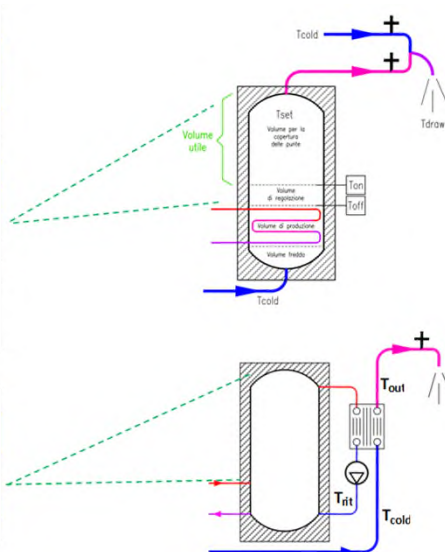 Tcold
Tdraw
Tset
Volume per la
copertura
delle punte
Volume
utile
Volume
di regolazione
Ton
Toff
Volume di produzione
Volume freddo
Tcold
Tout
Trit
Tcold